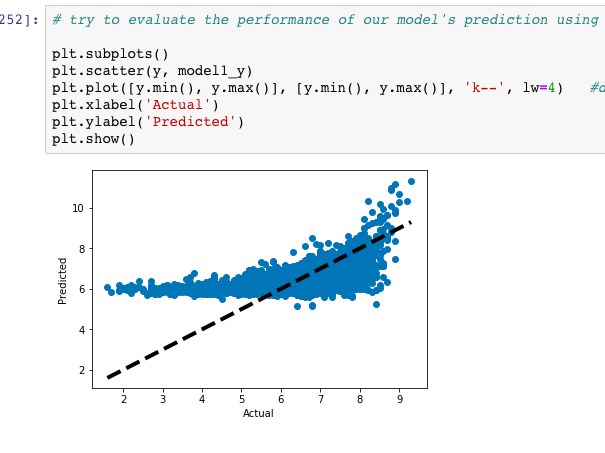 252]: # try to evaluate the performance of our model's prediction using
plt.subplots()
plt.scatter(y, model1_y)
plt.plot([y.min(), y.max()], [y.min(), y.max()], 'k--', lw=4)   #d
plt.xlabel('Actual')
plt.ylabel('Predicted')
plt.show()
10
8
6
4
2
Predicted
2 3 4 5 6 7 8 9
Actual